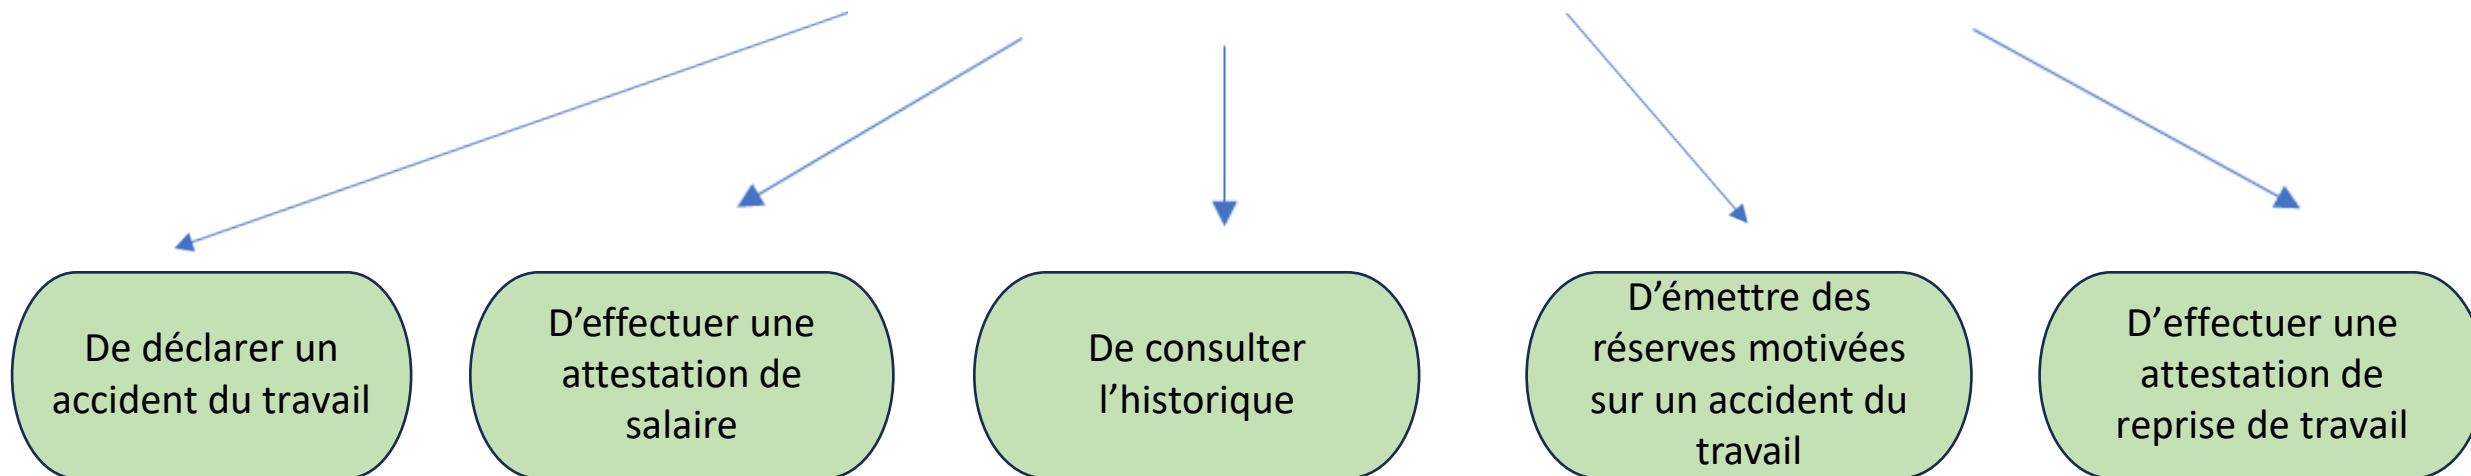 De déclarer un
accident du travail
D’effectuer une
attestation de
salaire
De consulter
l’historique
D’émettre des
réserves motivées
sur un accident du
travail
D’effectuer une
attestation de
reprise de travail